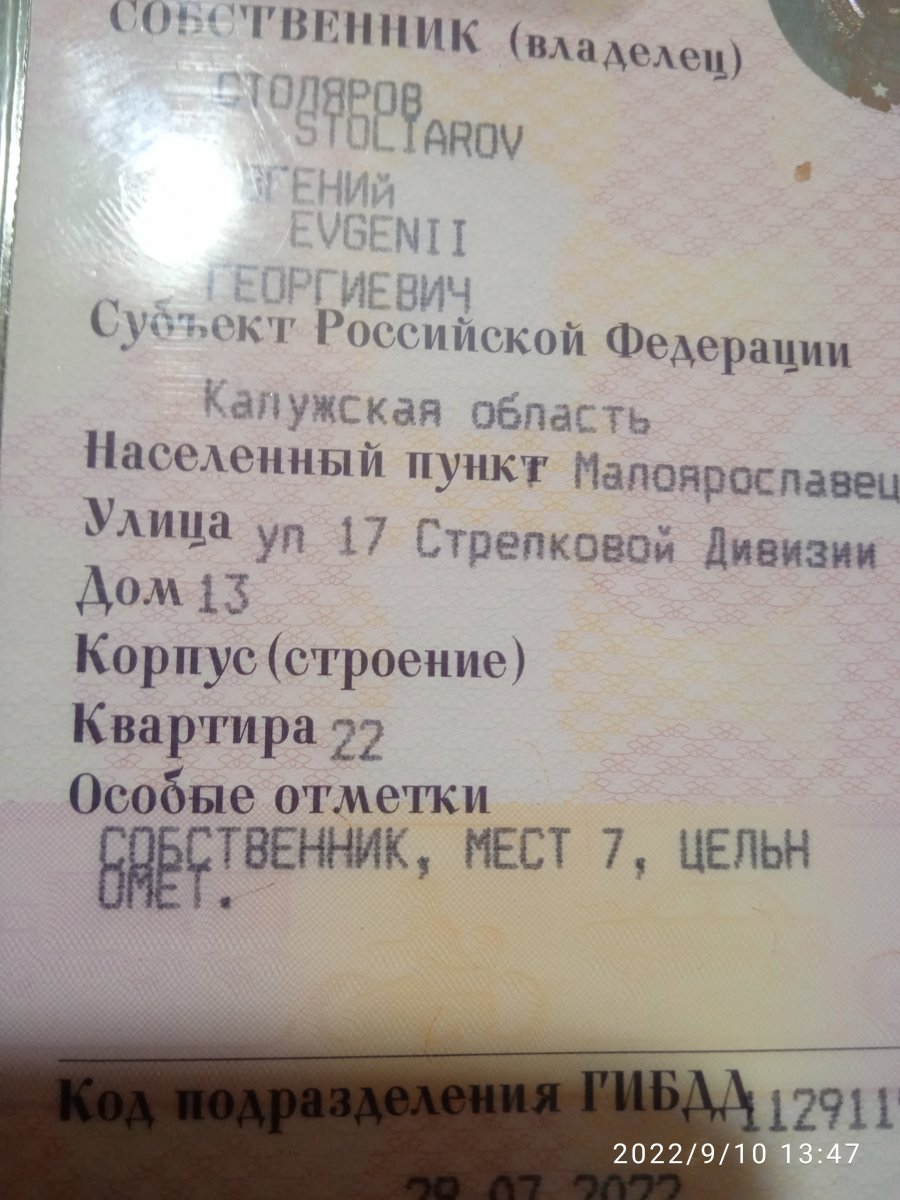 СОБСТВЕННИК (владелец)
СТОЛЯРОВ
STOLIAROV
EVGENII
ГЕОРГИЕВИЧ
Субъект Российской Федерации
Калужская область
Населенный пункт Малоярославец
Улица ул 17 Стрелковой Дивизии
Дом 13
Корпус (строение)
Квартира 22
Особые отметки
СОБСТВЕННИК, МЕСТ 7, ЦЕЛЬН
ОМЕТ.
Код подразделения ГИБДД
2022/9/10 13:47